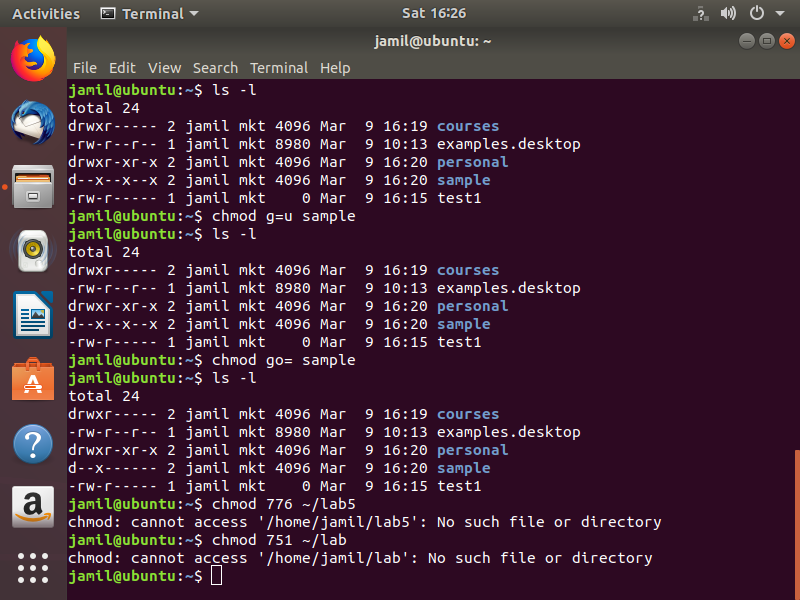 Activities Terminal Sat 16:26 ?
jamil@ubuntu: ~
File Edit View Search Terminal Help
jamil@ubuntu:~$ ls -l
total 24
drwxr----- 2 jamil mkt 4096 Mar  9 16:19 courses
-rw-r--r-- 1 jamil mkt 8980 Mar  9 10:13 examples.desktop
drwxr-xr-x 2 jamil mkt 4096 Mar  9 16:20 personal
d--x--x--x 2 jamil mkt 4096 Mar  9 16:20 sample
-rw-r----- 1 jamil mkt    0 Mar  9 16:15 test1
jamil@ubuntu:~$ chmod g=u sample
jamil@ubuntu:~$ ls -l
total 24
drwxr----- 2 jamil mkt 4096 Mar  9 16:19 courses
-rw-r--r-- 1 jamil mkt 8980 Mar  9 10:13 examples.desktop
drwxr-xr-x 2 jamil mkt 4096 Mar  9 16:20 personal
d--x--x--x 2 jamil mkt 4096 Mar  9 16:20 sample
-rw-r----- 1 jamil mkt    0 Mar  9 16:15 test1
jamil@ubuntu:~$ chmod go= sample
jamil@ubuntu:~$ ls -l
total 24
drwxr----- 2 jamil mkt 4096 Mar  9 16:19 courses
-rw-r--r-- 1 jamil mkt 8980 Mar  9 10:13 examples.desktop
drwxr-xr-x 2 jamil mkt 4096 Mar  9 16:20 personal
d--x------ 2 jamil mkt 4096 Mar  9 16:20 sample
-rw-r----- 1 jamil mkt    0 Mar  9 16:15 test1
jamil@ubuntu:~$ chmod 776 ~/lab5
chmod: cannot access '/home/jamil/lab5': No such file or directory
jamil@ubuntu:~$ chmod 751 ~/lab
chmod: cannot access '/home/jamil/lab': No such file or directory
jamil@ubuntu:~$
A
?
a